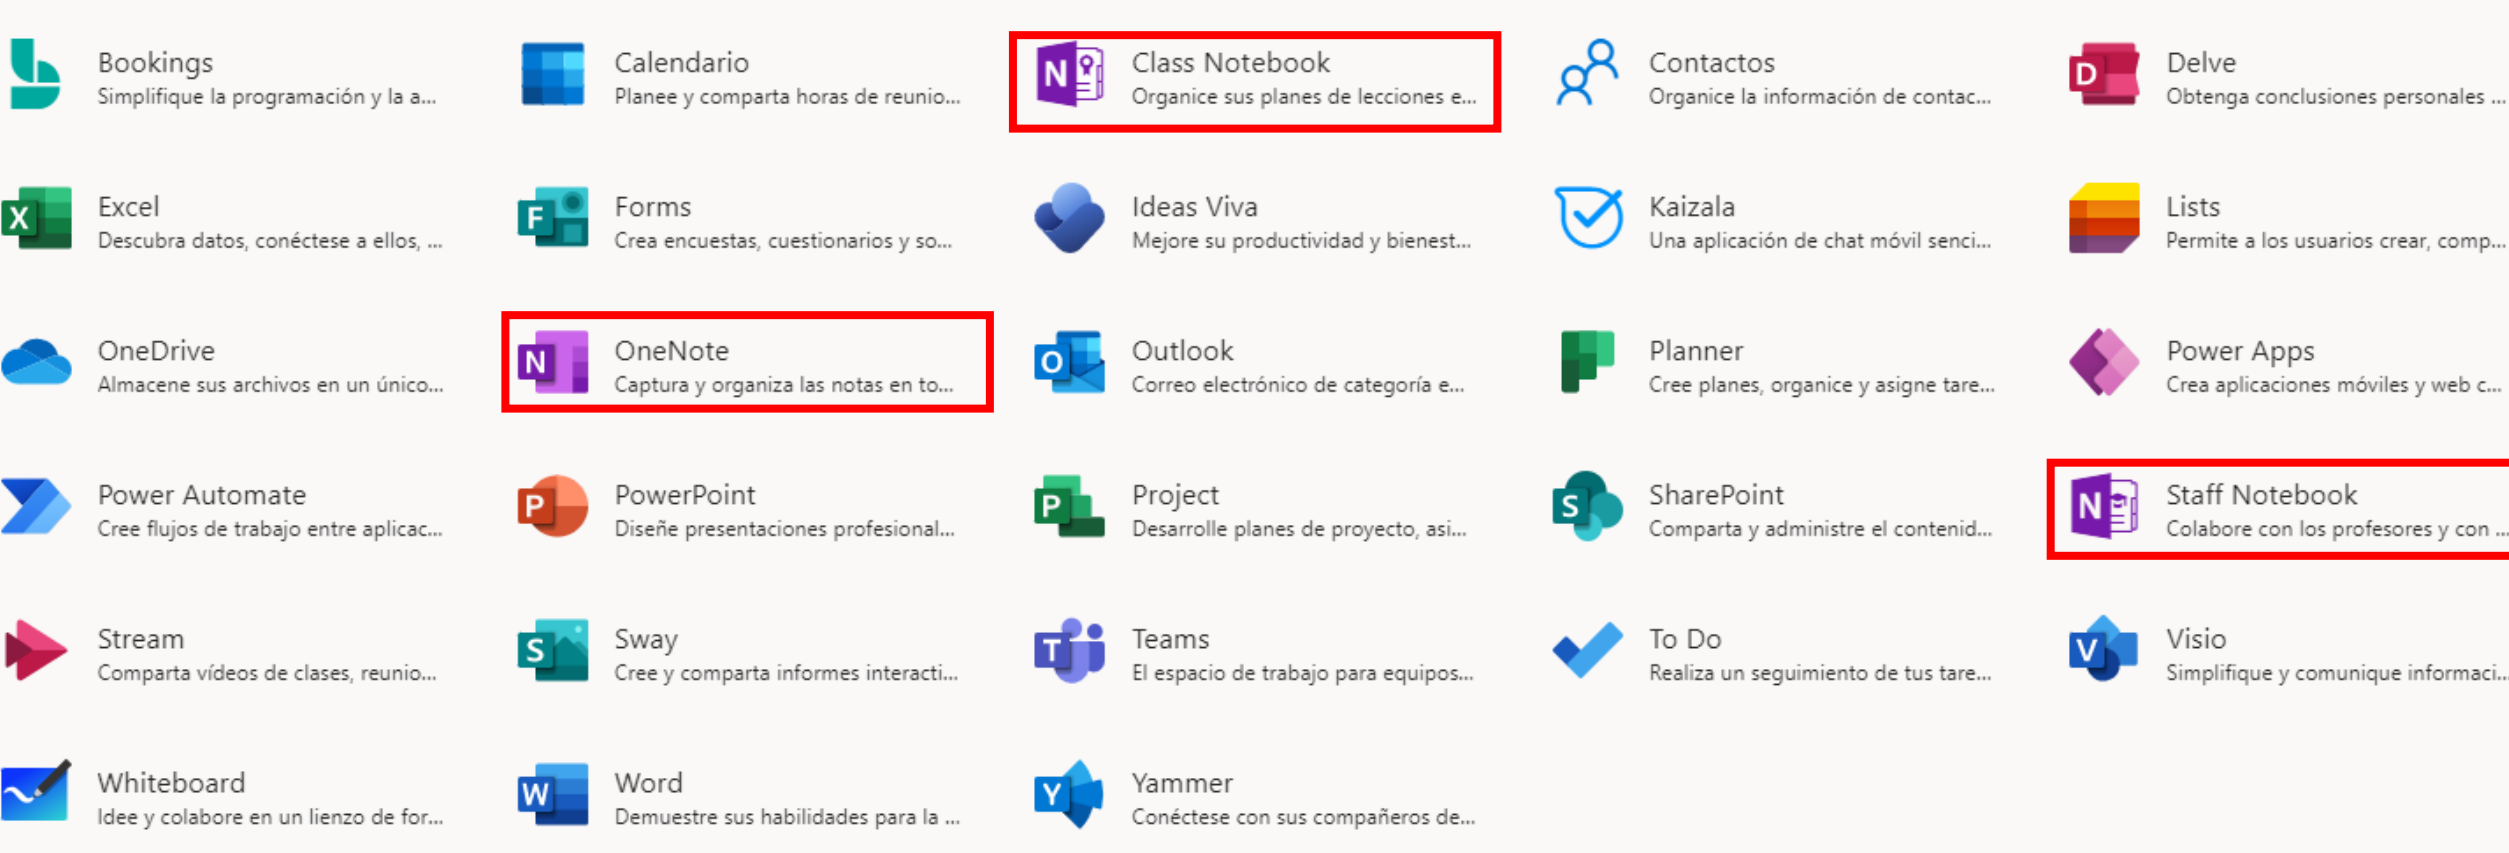 Bookings
Simplifique la programación y la a...
Calendario
Planee y comparta horas de reunio...
N
Class Notebook
Organice sus planes de lecciones e...
Contactos
Organice la información de contac...
D
Delve
Obtenga conclusiones personales ...
X
Excel
Descubra datos, conéctese a ellos, ...
F
Forms
Crea encuestas, cuestionarios y so...
Ideas Viva
Mejore su productividad y bienest...
Kaizala
Una aplicación de chat móvil senci...
Lists
Permite a los usuarios crear, comp...
OneDrive
Almacene sus archivos en un único...
N
OneNote
Captura y organiza las notas en to...
O
Outlook
Correo electrónico de categoría e...
Planner
Cree planes, organice y asigne tare...
Power Apps
Crea aplicaciones móviles y web c...
Power Automate
Cree flujos de trabajo entre aplicac...
P
PowerPoint
Diseñe presentaciones profesional...
P
Project
Desarrolle planes de proyecto, asi...
S
SharePoint
Comparta y administre el contenid...
N
Staff Notebook
Colabore con los profesores y con ...
Stream
Comparta vídeos de clases, reunio...
S
Sway
Cree y comparta informes interacti...
T
Teams
El espacio de trabajo para equipos...
To Do
Realiza un seguimiento de tus tare...
V
Visio
Simplifique y comunique informaci...
Whiteboard
Idee y colabore en un lienzo de for...
W
Word
Demuestre sus habilidades para la ...
Y
Yammer
Conéctese con sus compañeros de...